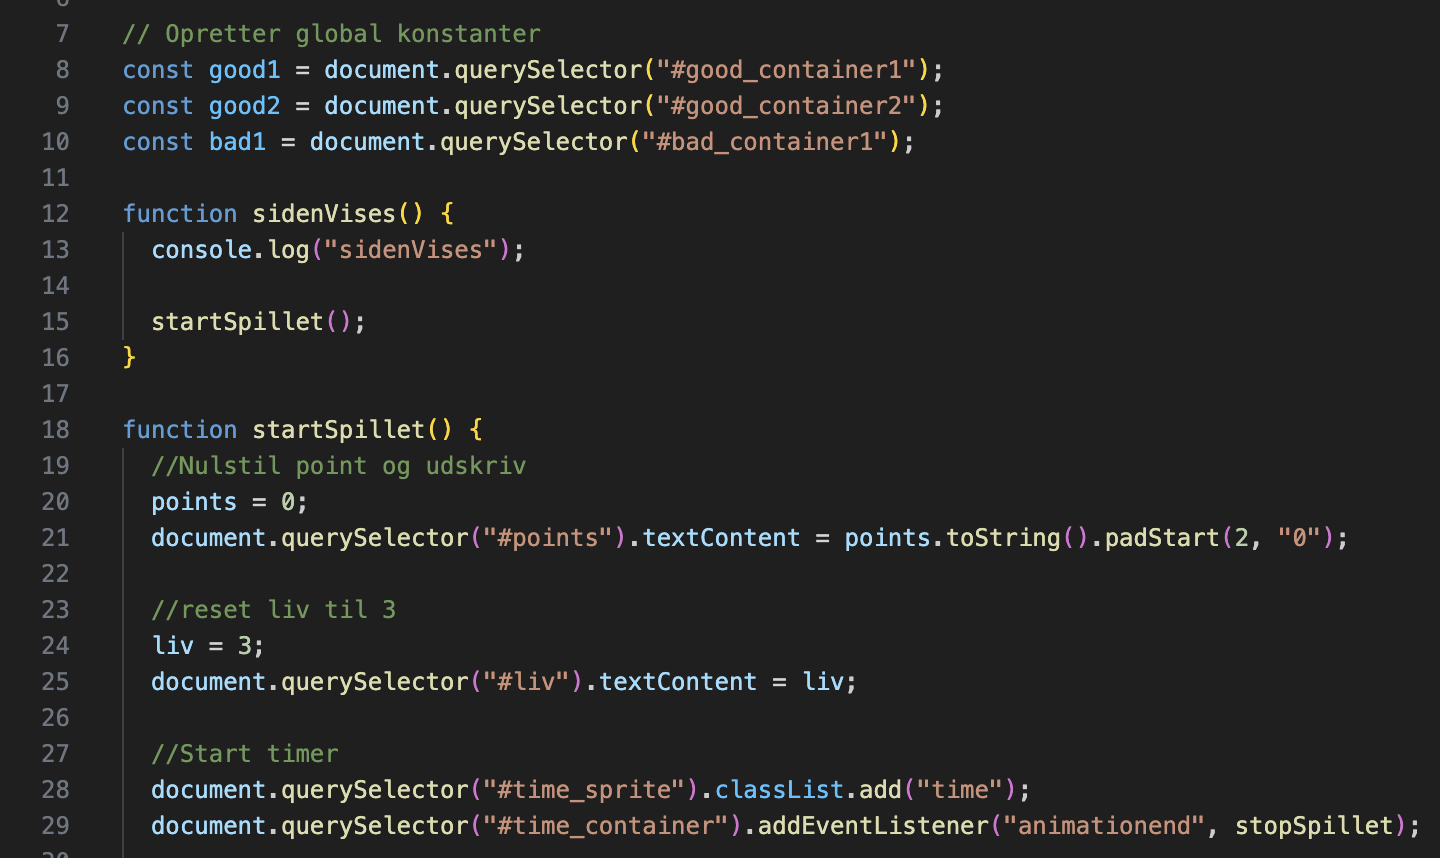 7 // Opretter global konstanter
8 const good1 = document.querySelector("#good_container1");
9 const good2 = document.querySelector("#good_container2");
10 const bad1 = document.querySelector("#bad_container1");
11
12 function sidenVises() {
13 console.log("sidenVises");
14
15 startSpillet();
16 }
17
18 function startSpillet() {
19 //Nulstil point og udskriv
20 points = 0;
21 document.querySelector("#points").textContent = points.toString().padStart(2, "0");
22
23 //reset liv til 3
24 liv = 3;
25 document.querySelector("#liv").textContent = liv;
26
27 //Start timer
28 document.querySelector("#time_sprite").classList.add("time");
29 document.querySelector("#time_container").addEventListener("animationend", stopSpillet);